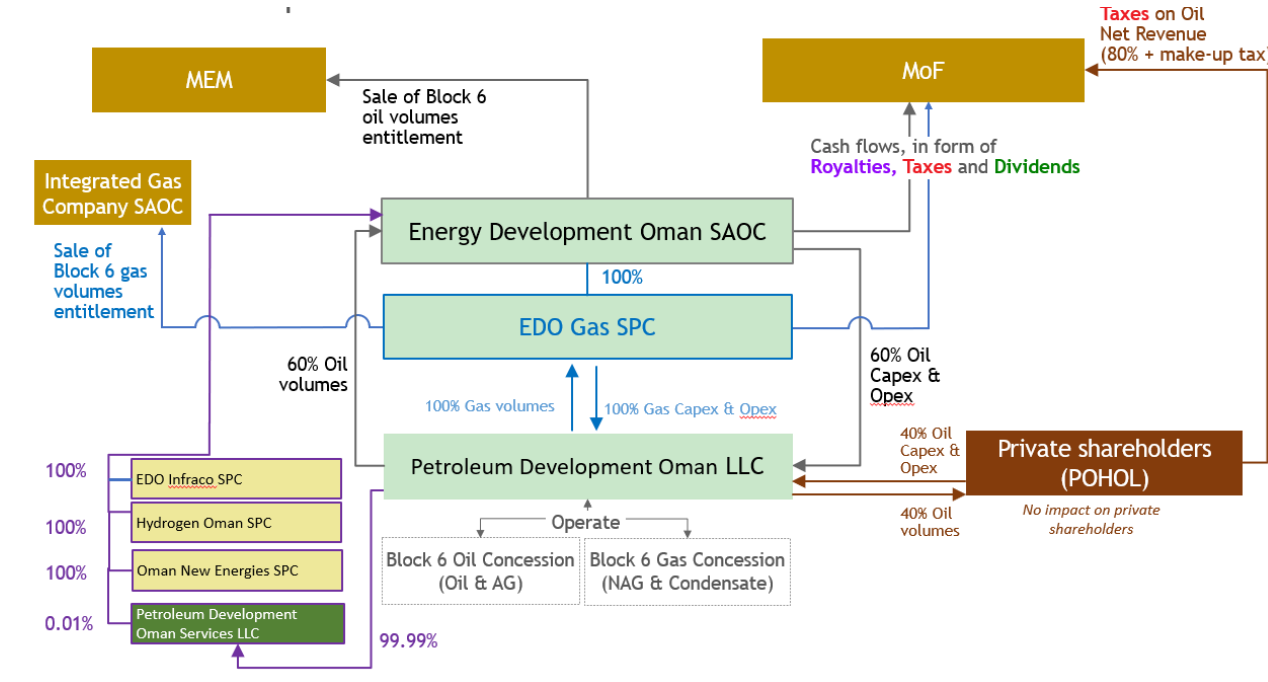 Taxes on Oil
Net Revenue
(80% + make-up tax)
MEM
MoF
Sale of Block 6
oil volumes
entitlement
Cash flows, in form of
Royalties, Taxes and Dividends
Integrated Gas
Company SAOC
Energy Development Oman SAOC
Sale of
Block 6 gas
volumes
entitlement
100%
EDO Gas SPC
60% Oil
volumes
60% Oil
Capex &
Opex
100% Gas volumes
100% Gas Capex & Opex
Petroleum Development Oman LLC
40% Oil
Capex &
Opex
Private shareholders
(POHOL)
40% Oil
volumes
No impact on private
shareholders
Operate
Block 6 Oil Concession
(Oil & AG)
Block 6 Gas Concession
(NAG & Condensate)
100%
EDO Infraco SPC
100%
Hydrogen Oman SPC
100%
Oman New Energies SPC
0.01%
Petroleum Development
Oman Services LLC
99.99%